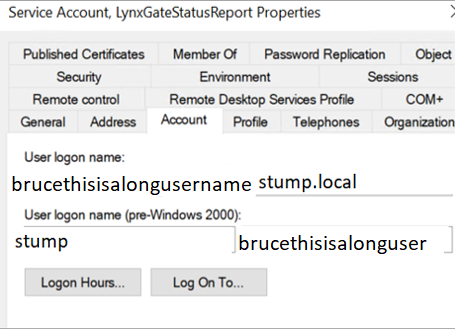 Service Account, LynxGateStatusReport Properties
Published Certificates Member Of Password Replication Object
Security Environment Sessions
Remote control Remote Desktop Services Profile COM+
General Address Account Profile Telephones Organization
User logon name:
brucethisisalongusername stump.local
User logon name (pre-Windows 2000):
stump brucethisisalonguser
Logon Hours... Log On To...